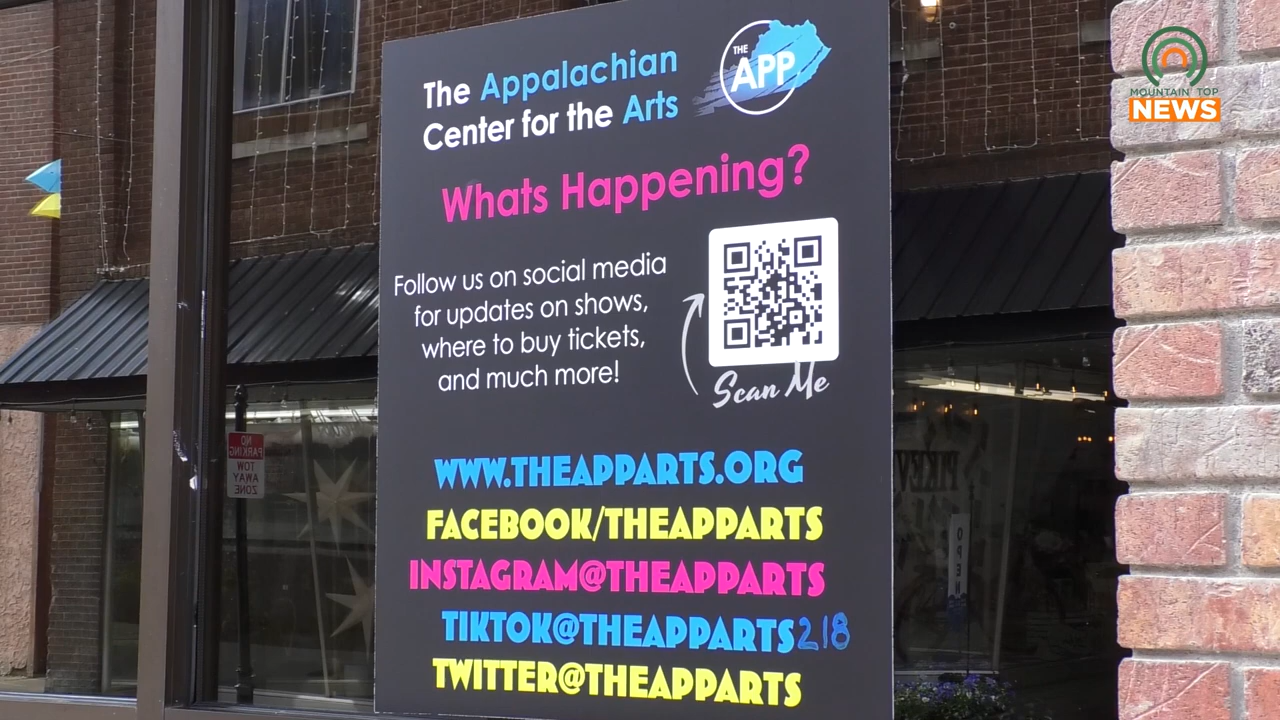 The Appalachian
Center for the Arts
THE
APP
Whats Happening?
Follow us on social media
for updates on shows,
where to buy tickets,
and much more!
Scan Me
WWW.THEAPPARTS.ORG
FACEBOOK/THEAPPARTS
INSTAGRAM@THEAPPARTS
TIKTOK@THEAPPARTS218
TWITTER@THEAPPARTS
MOUNTAIN TOP
NEWS
NO
PARKING
TOW
AWAY
ZONE
OPEN